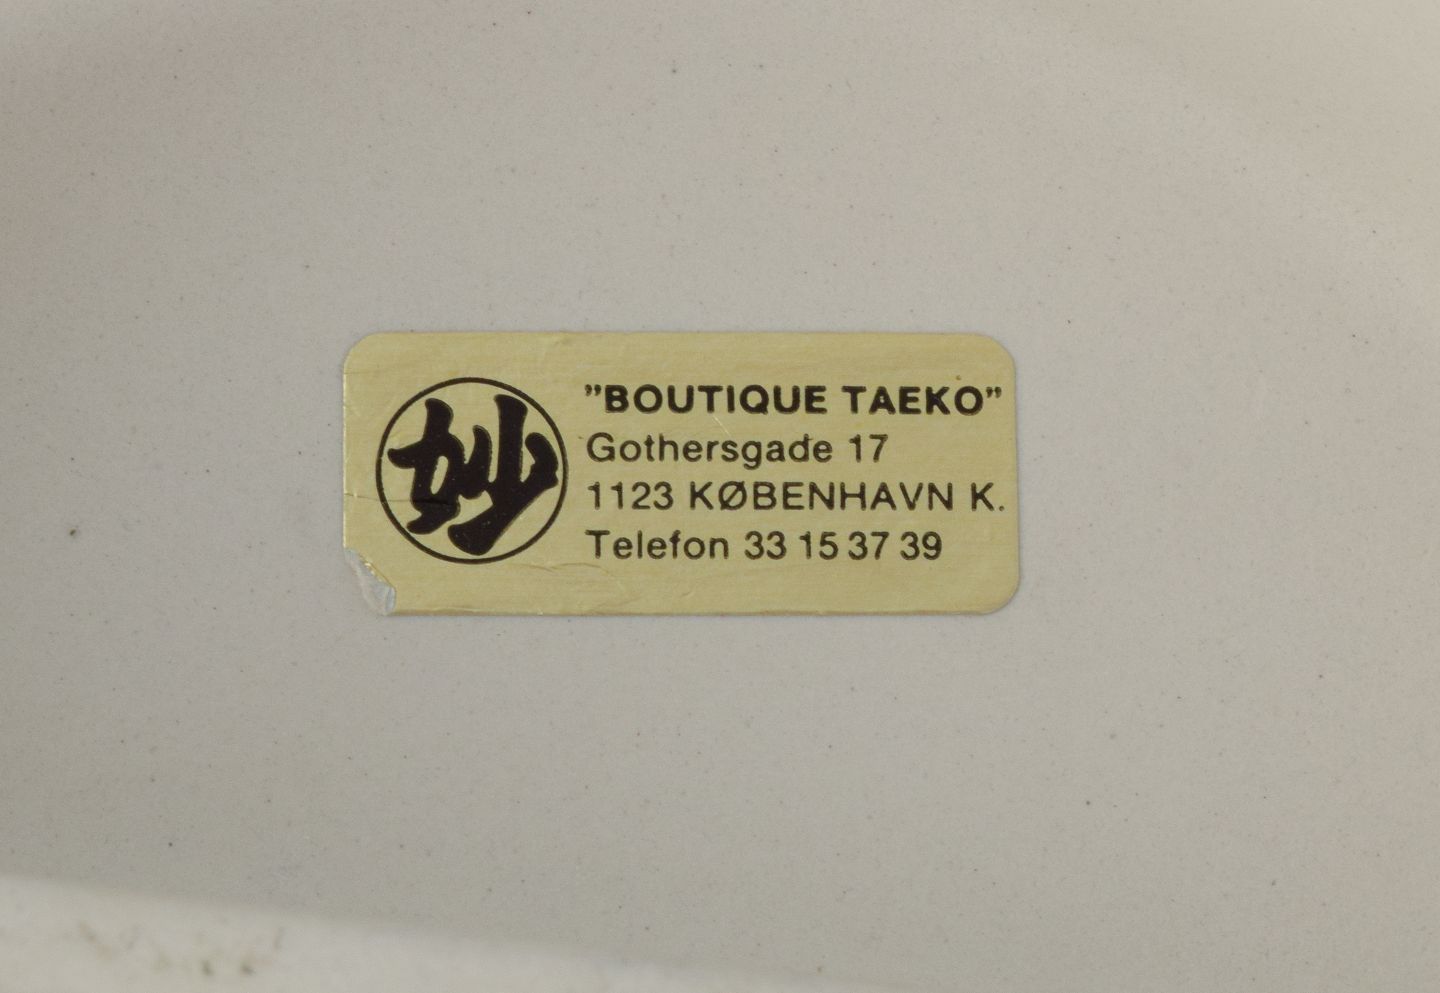 妙
”BOUTIQUE TAEKO”
Gothersgade 17
1123 KØBENHAVN K.
Telefon 33 15 37 39